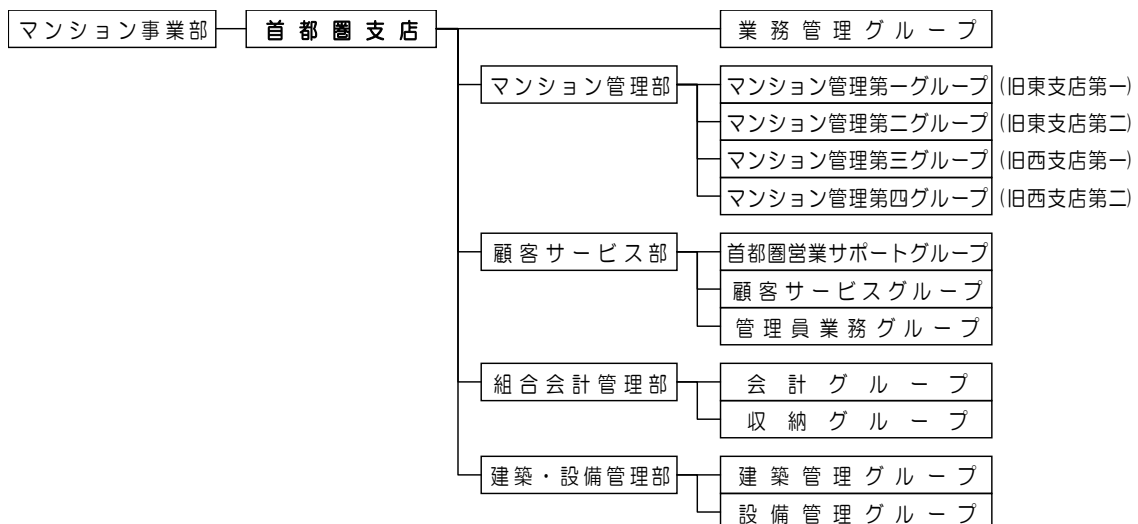 マンション事業部 首都圏支店 業務管理グループ
マンション管理部 マンション管理第一グループ (旧東支店第一)
マンション管理第二グループ (旧東支店第二)
マンション管理第三グループ (旧西支店第一)
マンション管理第四グループ (旧西支店第二)
顧客サービス部 首都圏営業サポートグループ
顧客サービスグループ
管理員業務グループ
組合会計管理部 会計グループ
収納グループ
建築・設備管理部 建築管理グループ
設備管理グループ